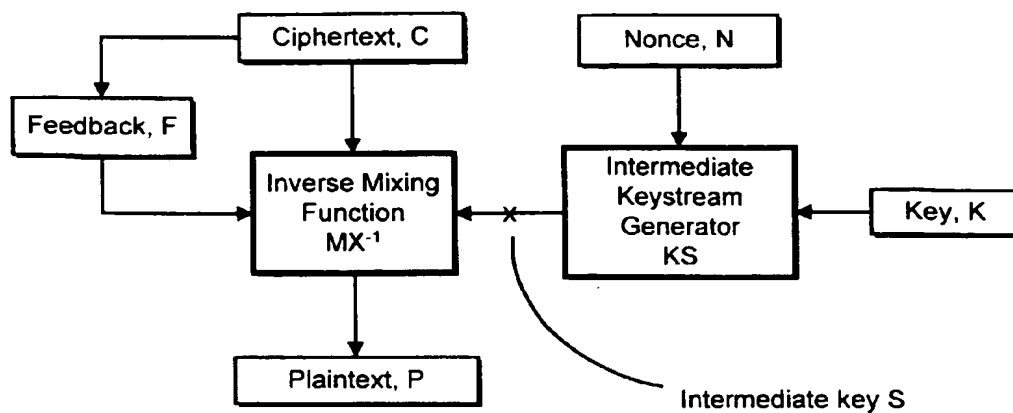 Ciphertext, C
Nonce, N
Feedback, F
Inverse Mixing
Function
MX⁻¹
Intermediate
Keystream
Generator
KS
Key, K
Plaintext, P
Intermediate key S